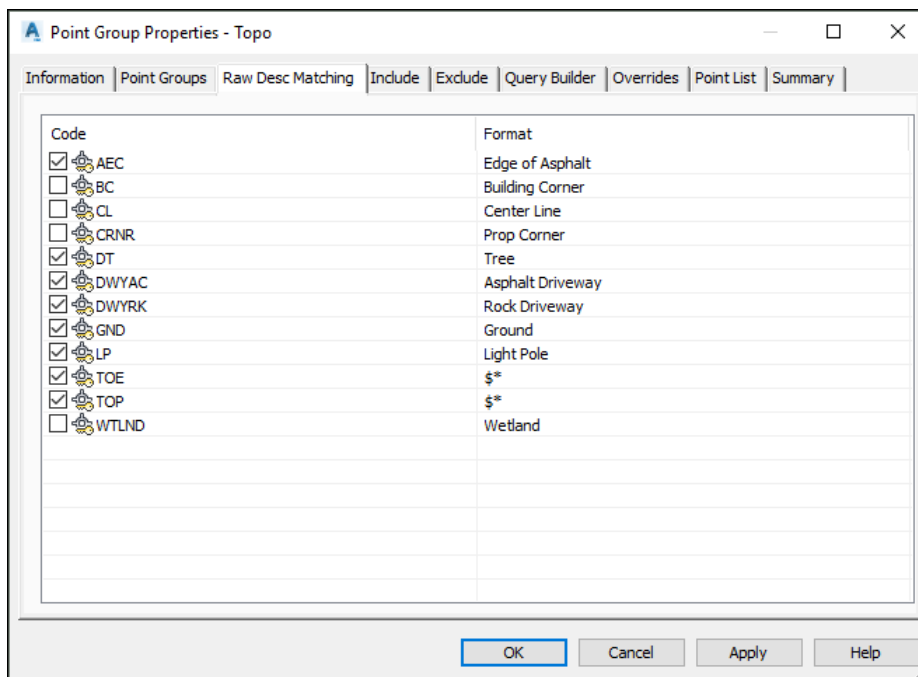 Point Group Properties - Topo
Information Point Groups Raw Desc Matching Include Exclude Query Builder Overrides Point List Summary
Code Format
AEC Edge of Asphalt
BC Building Corner
CL Center Line
CRNR Prop Corner
DT Tree
DWYAC Asphalt Driveway
DWYRK Rock Driveway
GND Ground
LP Light Pole
TOE $*
TOP $*
WTLND Wetland
OK Cancel Apply Help